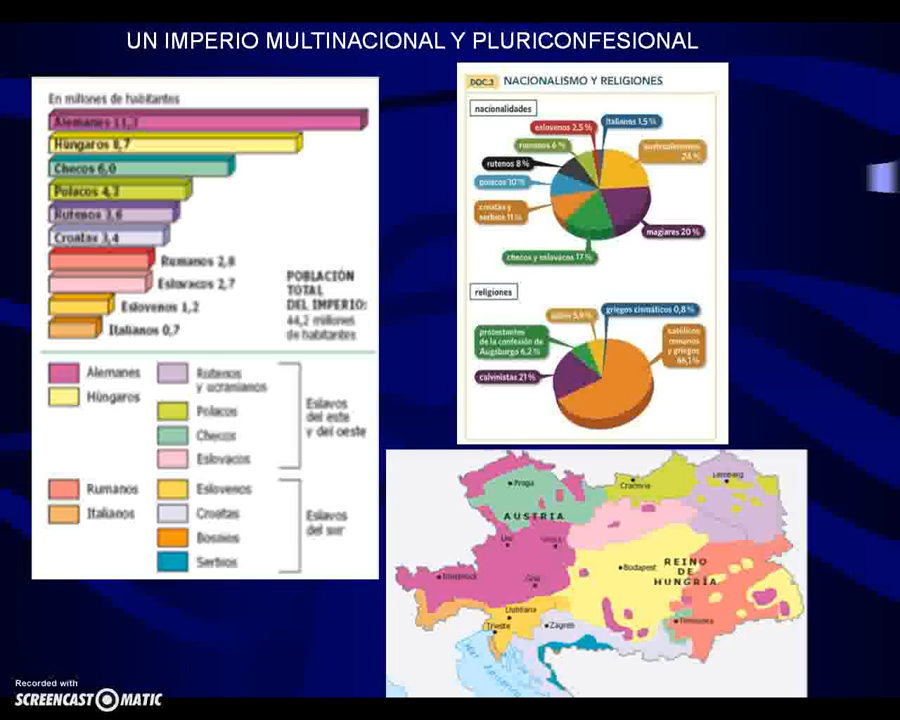 UN IMPERIO MULTINACIONAL Y PLURICONFESIONAL
En millones de habitantes
Alemanes 11,3
Húngaros 8,7
Checos 6,0
Polacos 4,2
Rutenos 3,6
Croatas 3,4
Rumanos 2,8
Eslovacos 2,7
Eslovenos 1,2
Italianos 0,7
POBLACIÓN
TOTAL
DEL IMPERIO:
44,2 millones
de habitantes
Alemanes
Húngaros
Rumanos
Italianos
Rutenos
y ucranianos
Polacos
Checos
Eslovacos
Eslavos
del este
y del oeste
Eslovenos
Croatas
Bosnios
Serbios
Eslavos
del sur
DOC.3 NACIONALISMO Y RELIGIONES
nacionalidades
italianos 1,5 %
eslovenos 2,5 %
rumanos 6 %
rutenos 8 %
polacos 10 %
croatas y
serbios 11 %
checos y eslovacos 17 %
magiares 20 %
24 %
religiones
griegos cismáticos 0,8 %
5,9 %
protestantes
de la confesión de
Augsburgo 6,2 %
calvinistas 21 %
católicos
romanos
y griegos
66,1 %
Praga
Cracovia
Lemberg
AUSTRIA
Linz
Viena
Innsbruck
Graz
Budapest
REINO
DE
HUNGRÍA
Liubliana
Trieste
Zagreb
Timisoara
Mar Adriático
Recorded with
SCREENCAST-O-MATIC